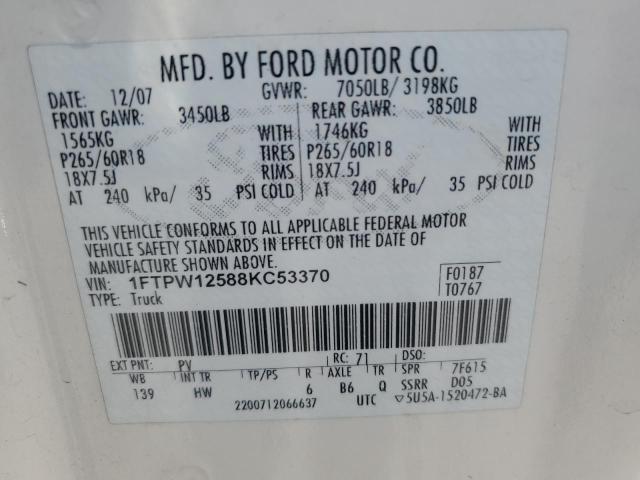 MFD. BY FORD MOTOR CO.
DATE: 12/07 GVWR: 7050LB/ 3198KG
FRONT GAWR: 3450LB REAR GAWR: 3850LB
1565KG WITH 1746KG WITH
P265/60R18 TIRES P265/60R18 TIRES
18X7.5J RIMS 18X7.5J RIMS
AT 240 kPa/ 35 PSI COLD AT 240 kPa/ 35 PSI COLD
THIS VEHICLE CONFORMS TO ALL APPLICABLE FEDERAL MOTOR
VEHICLE SAFETY STANDARDS IN EFFECT ON THE DATE OF
MANUFACTURE SHOWN ABOVE.
VIN: 1FTPW12588KC53370 F0187
TYPE: Truck T0767
EXT PNT: PV RC: 71 DSO:
WB INT TR TP/PS R AXLE TR SPR 7F615
139 HW 6 B6 Q SSRR D05
2200712066637 UTC ▽5U5A-1520472-BA